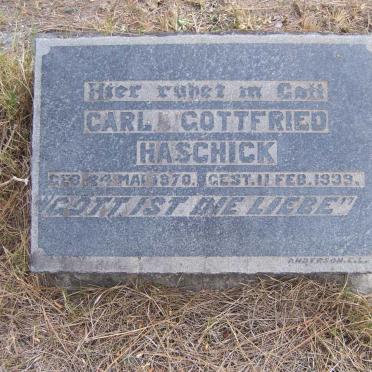 Hier ruhet in Gott
CARL GOTTFRIED
HASCHICK
GEB. 24 MAI 1870. GEST. 11 FEB. 1939.
"GOTT IST DIE LIEBE"
ANDERSON. E.L.